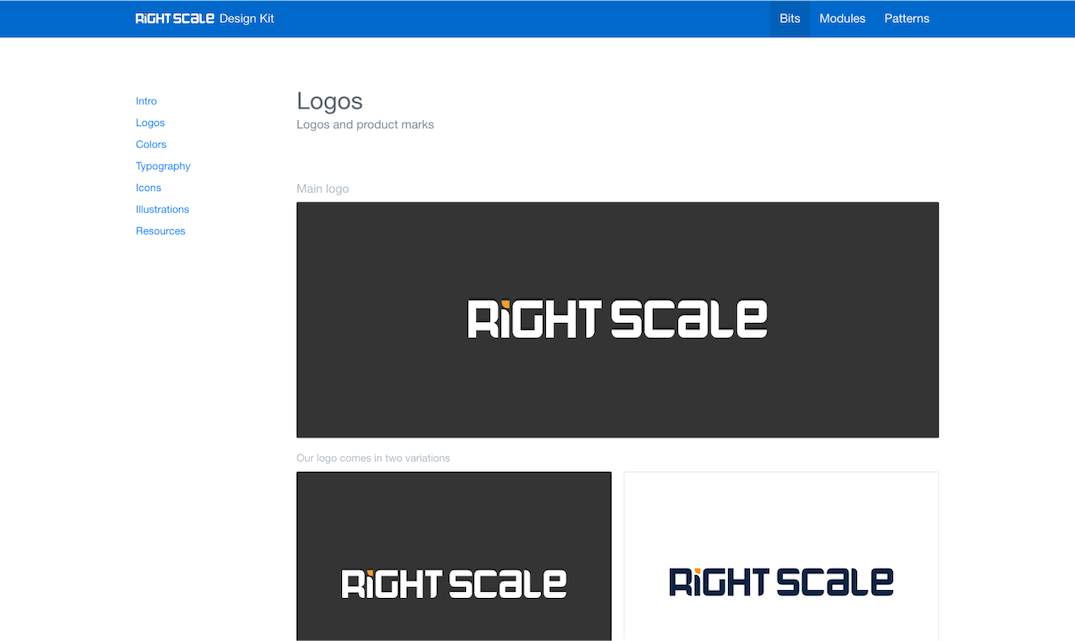 RiGHT SCaLe Design Kit
Bits
Modules
Patterns
Intro
Logos
Colors
Typography
Icons
Illustrations
Resources
Logos
Logos and product marks
Main logo
RiGHT SCaLe
Our logo comes in two variations
RiGHT SCaLe
RiGHT SCaLe